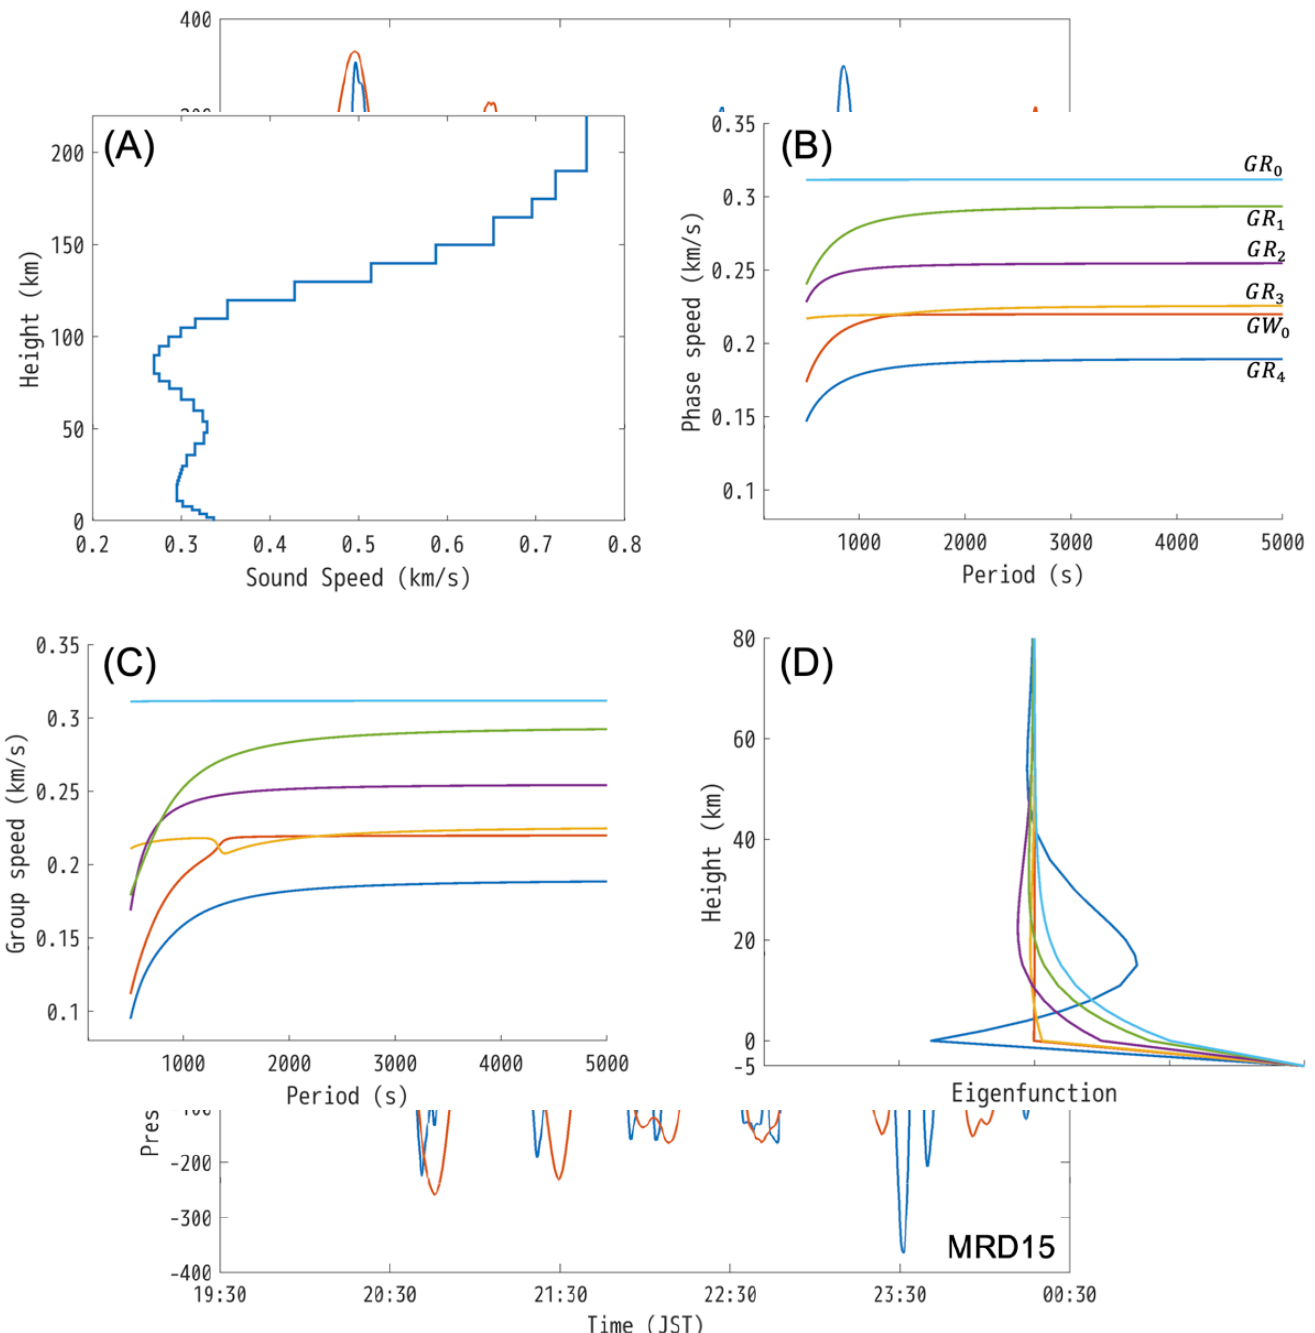 400
(A)
200
150
100
50
0
0.2 0.3 0.4 0.5 0.6 0.7 0.8
Height (km)
Sound Speed (km/s)
(B)
0.35
0.3
0.25
0.2
0.15
0.1
1000 2000 3000 4000 5000
Phase speed (km/s)
Period (s)
GR0
GR1
GR2
GR3
GW0
GR4
(C)
0.35
0.3
0.25
0.2
0.15
0.1
1000 2000 3000 4000 5000
Group speed (km/s)
Period (s)
(D)
80
60
40
20
0
-5
Height (km)
Eigenfunction
Pres
-200
-300
-400
MRD15
19:30 20:30 21:30 22:30 23:30 00:30
Time (JST)